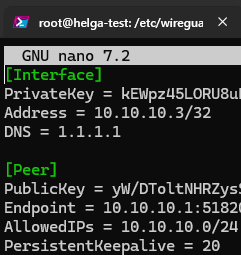 root@helga-test: /etc/wiregua
GNU nano 7.2
[Interface]
PrivateKey = kEWpz45LORU8u
Address = 10.10.10.3/32
DNS = 1.1.1.1
[Peer]
PublicKey = yW/DToltNHRZys
Endpoint = 10.10.10.1:51820
AllowedIPs = 10.10.10.0/24
PersistentKeepalive = 20